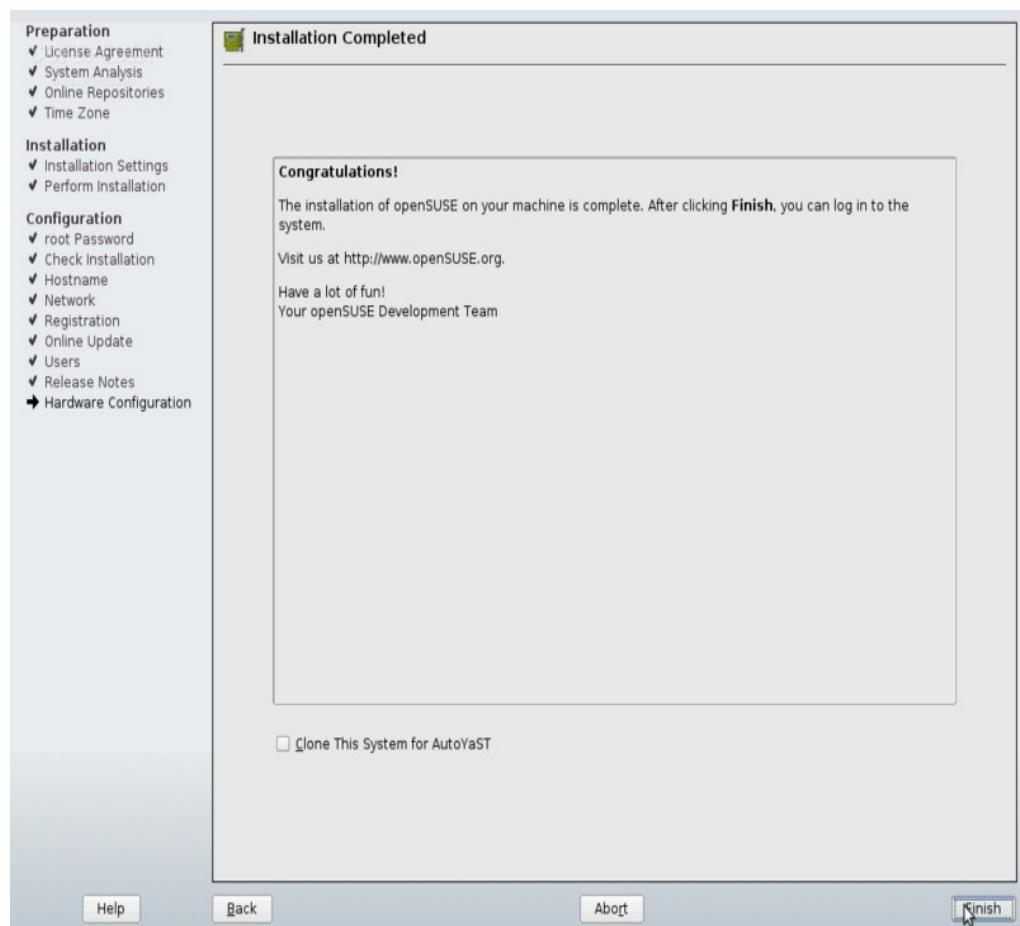 Preparation
License Agreement
System Analysis
Online Repositories
Time Zone
Installation
Installation Settings
Perform Installation
Configuration
root Password
Check Installation
Hostname
Network
Registration
Online Update
Users
Release Notes
Hardware Configuration
Installation Completed
Congratulations!
The installation of openSUSE on your machine is complete. After clicking Finish, you can log in to the
system.
Visit us at http://www.openSUSE.org.
Have a lot of fun!
Your openSUSE Development Team
Clone This System for AutoYaST
Help
Back
Abort
Finish